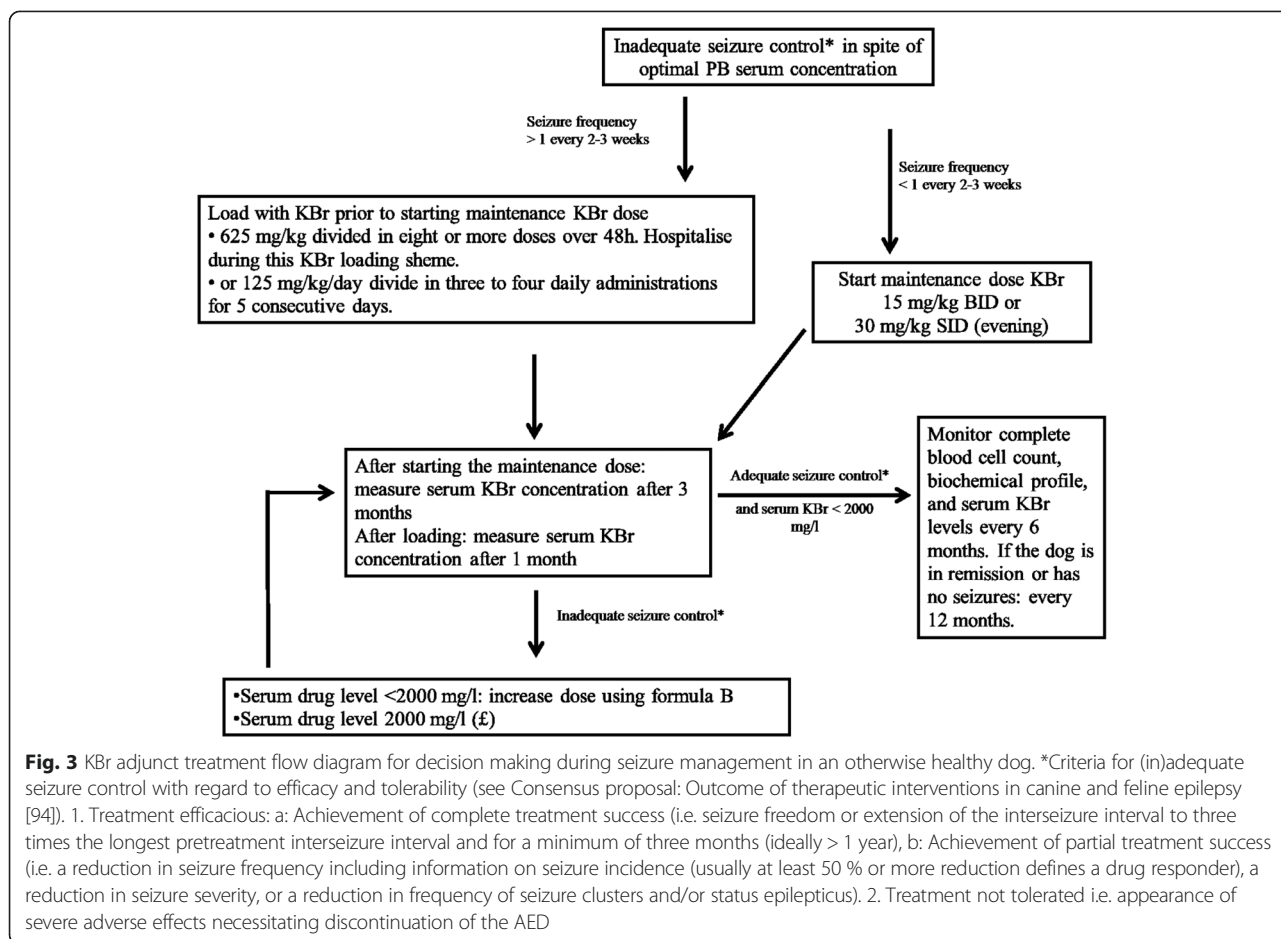 Inadequate seizure control* in spite of
optimal PB serum concentration
Seizure frequency
> 1 every 2-3 weeks
Seizure frequency
< 1 every 2-3 weeks
Load with KBr prior to starting maintenance KBr dose
• 625 mg/kg divided in eight or more doses over 48h. Hospitalise
during this KBr loading sheme.
• or 125 mg/kg/day divide in three to four daily administrations
for 5 consecutive days.
Start maintenance dose KBr
15 mg/kg BID or
30 mg/kg SID (evening)
After starting the maintenance dose:
measure serum KBr concentration after 3
months
After loading: measure serum KBr
concentration after 1 month
Adequate seizure control*
and serum KBr < 2000
mg/l
Monitor complete
blood cell count,
biochemical profile,
and serum KBr
levels every 6
months. If the dog is
in remission or has
no seizures: every
12 months.
Inadequate seizure control*
•Serum drug level <2000 mg/l: increase dose using formula B
•Serum drug level 2000 mg/l (£)
Fig. 3 KBr adjunct treatment flow diagram for decision making during seizure management in an otherwise healthy dog. *Criteria for (in)adequate
seizure control with regard to efficacy and tolerability (see Consensus proposal: Outcome of therapeutic interventions in canine and feline epilepsy
[94]). 1. Treatment efficacious: a: Achievement of complete treatment success (i.e. seizure freedom or extension of the interseizure interval to three
times the longest pretreatment interseizure interval and for a minimum of three months (ideally > 1 year), b: Achievement of partial treatment success
(i.e. a reduction in seizure frequency including information on seizure incidence (usually at least 50 % or more reduction defines a drug responder), a
reduction in seizure severity, or a reduction in frequency of seizure clusters and/or status epilepticus). 2. Treatment not tolerated i.e. appearance of
severe adverse effects necessitating discontinuation of the AED